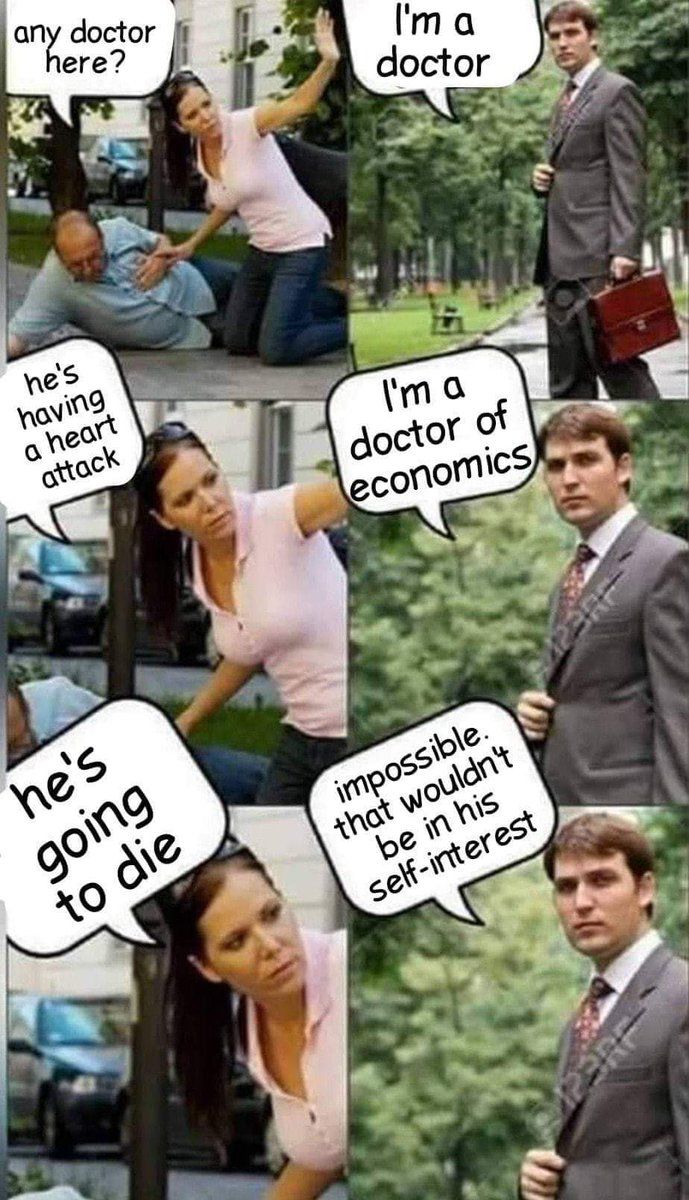 any doctor
here?
I'm a
doctor
he's
having
a heart
attack
I'm a
doctor of
economics
he's
going
to die
impossible.
that wouldn't
be in his
self-interest